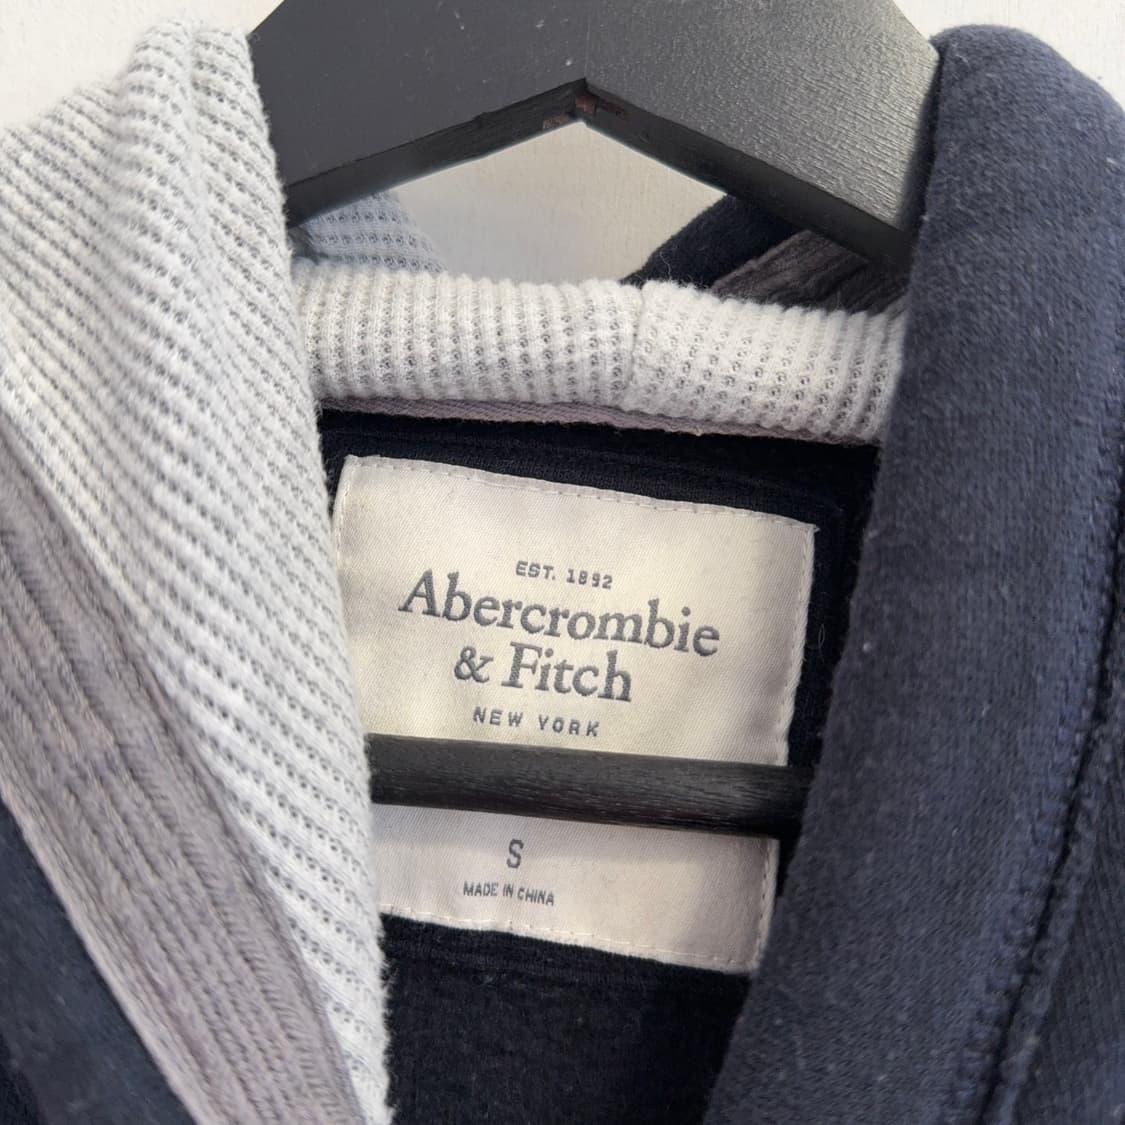 EST. 1892
Abercrombie
& Fitch
NEW YORK
S
MADE IN CHINA